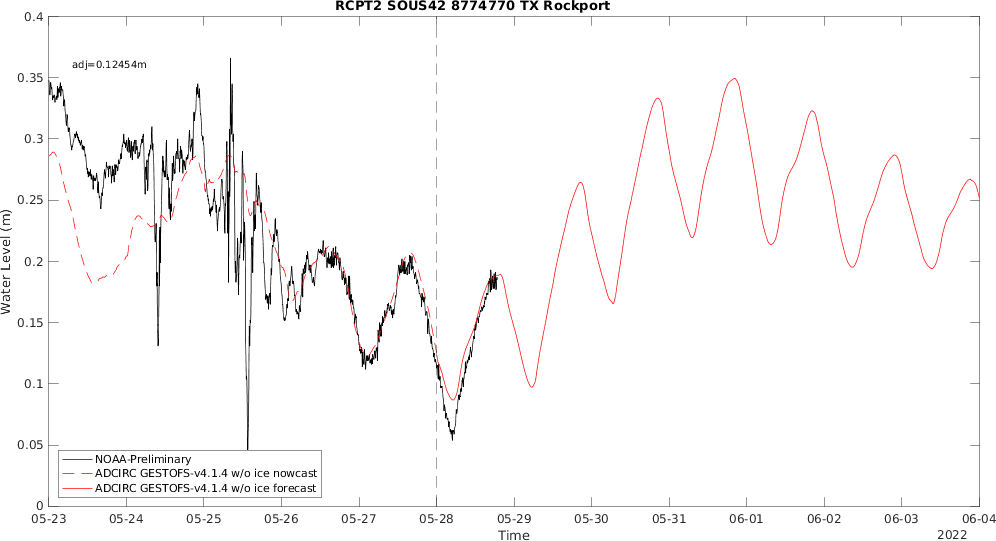 RCPT2 SOUS42 8774770 TX Rockport
adj=0.12454m
0.4
0.35
0.3
0.25
0.2
0.15
0.1
0.05
0
Water Level (m)
NOAA-Preliminary
ADCIRC GESTOFS-v4.1.4 w/o ice nowcast
ADCIRC GESTOFS-v4.1.4 w/o ice forecast
05-23 05-24 05-25 05-26 05-27 05-28 05-29 05-30 05-31 06-01 06-02 06-03 06-04
Time
2022